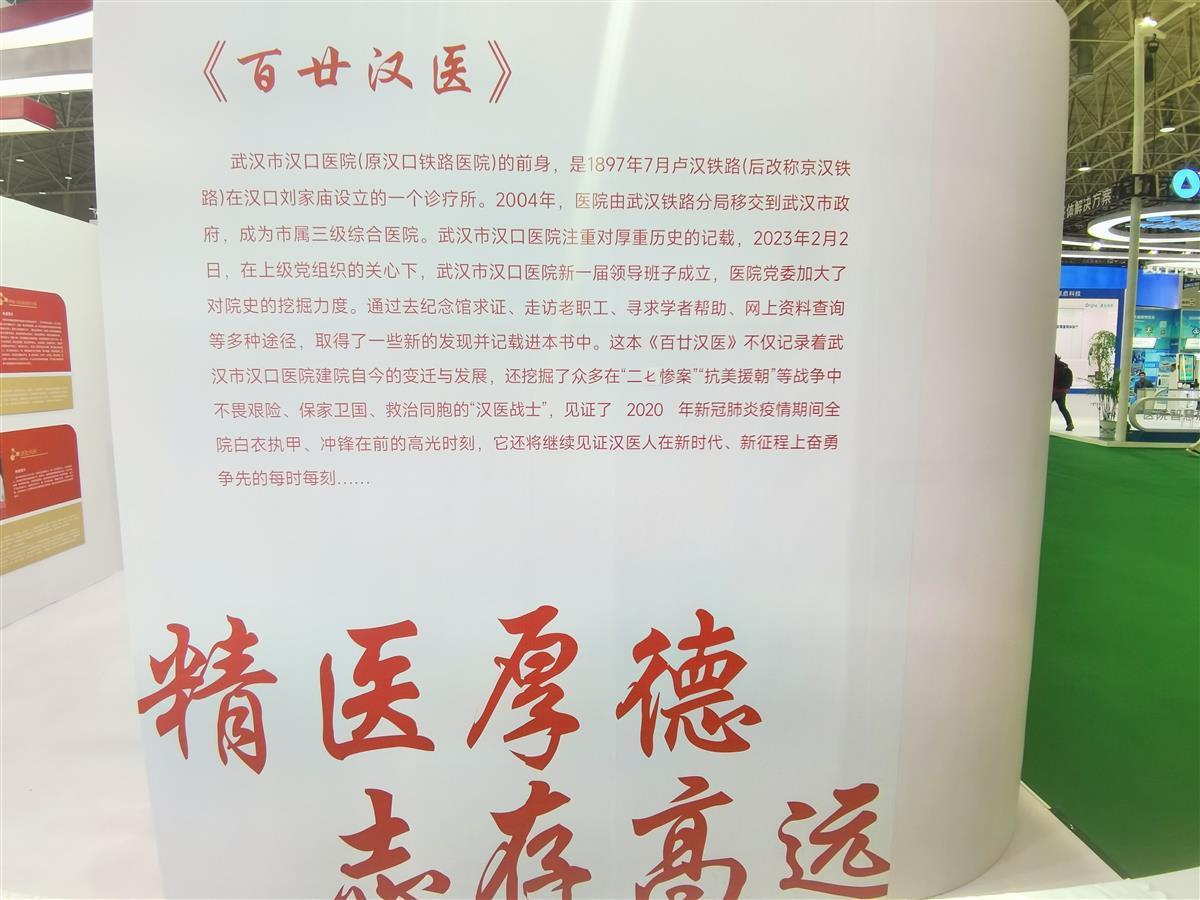 《百廿汉医》
武汉市汉口医院(原汉口铁路医院)的前身，是1897年7月卢汉铁路(后改称京汉铁
路)在汉口刘家庙设立的一个诊疗所。2004年，医院由武汉铁路分局移交到武汉市政
府，成为市属三级综合医院。武汉市汉口医院注重对厚重历史的记载，2023年2月2
日，在上级党组织的关心下，武汉市汉口医院新一届领导班子成立，医院党委加大了
对院史的挖掘力度。通过去纪念馆求证、走访老职工、寻求学者帮助、网上资料查询
等多种途径，取得了一些新的发现并记载进本书中。这本《百廿汉医》不仅记录着武
汉市汉口医院建院自今的变迁与发展，还挖掘了众多在“二七惨案”“抗美援朝”等战争中
不畏艰险、保家卫国、救治同胞的“汉医战士”，见证了 2020 年新冠肺炎疫情期间全
院白衣执甲、冲锋在前的高光时刻，它还将继续见证汉医人在新时代、新征程上奋勇
争先的每时每刻……
精医厚德
志存高远
体解决方案